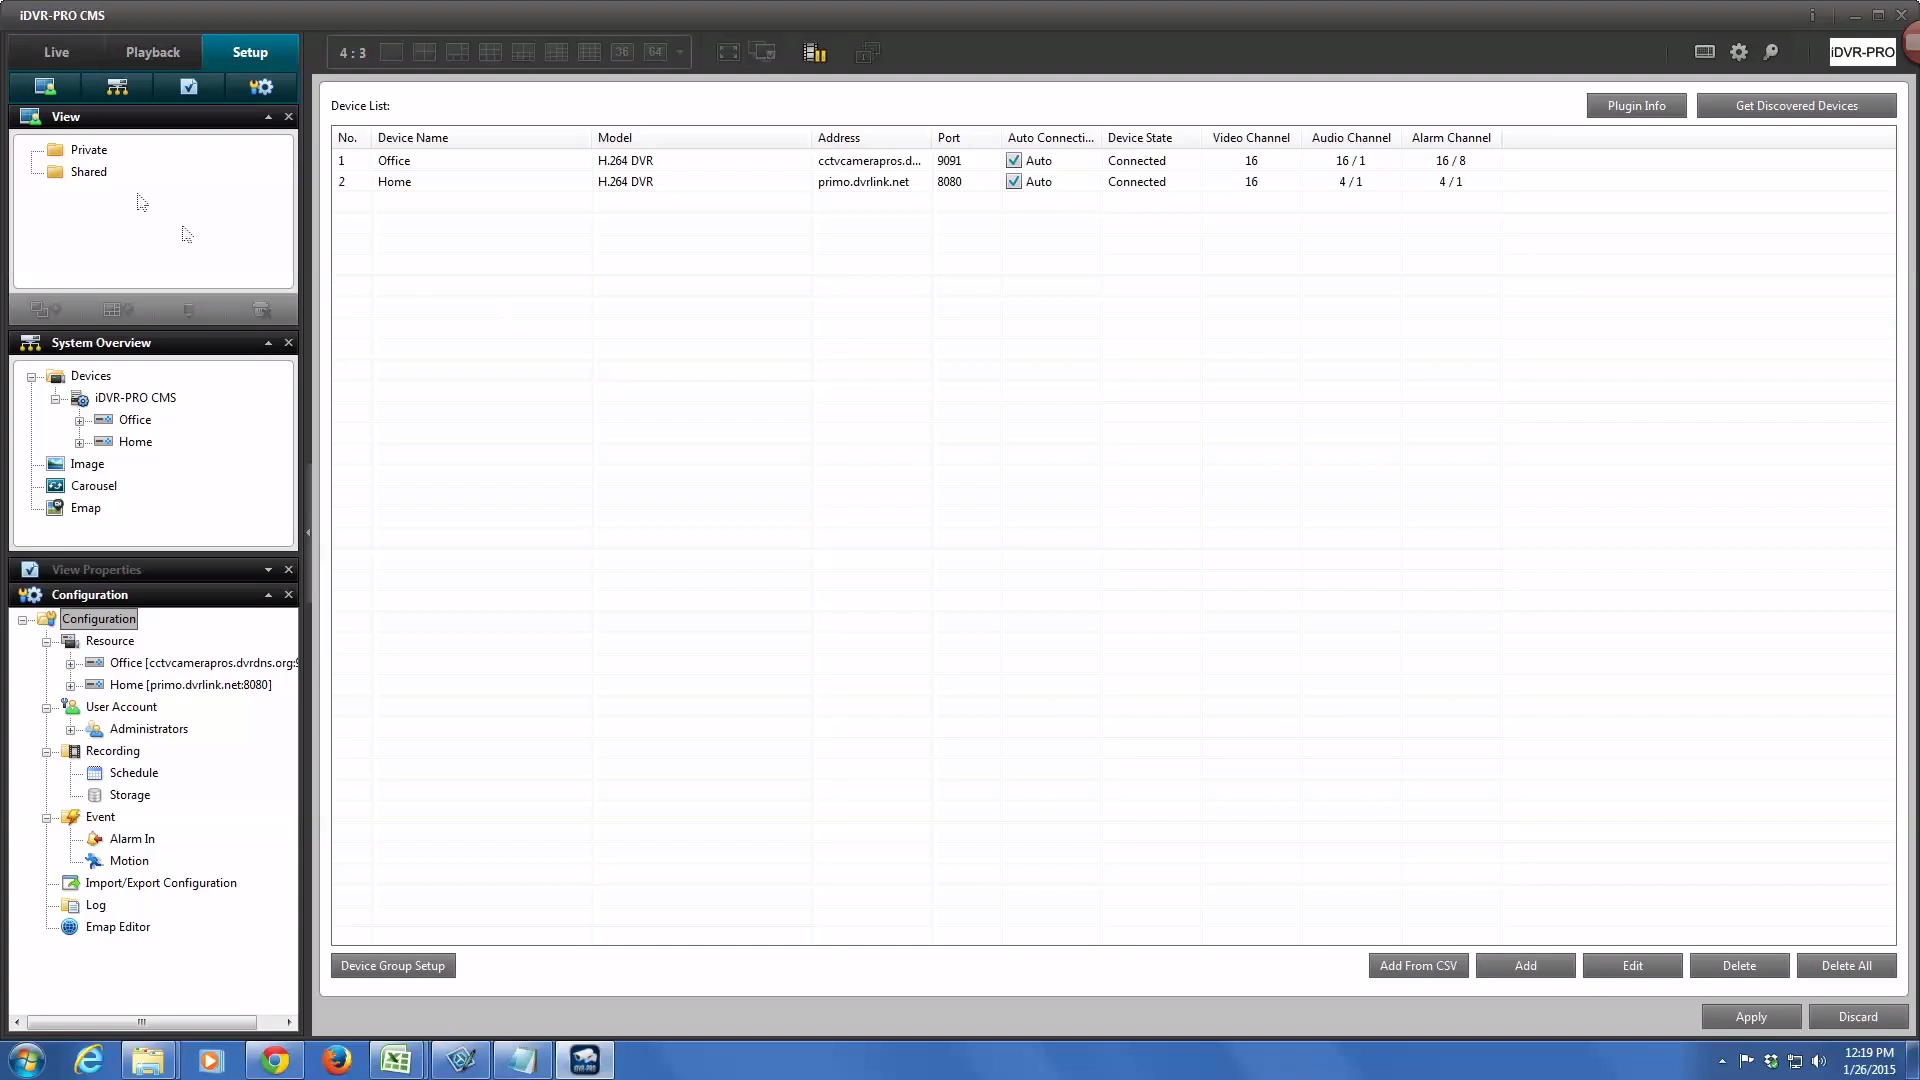 iDVR-PRO CMS
i
Live Playback Setup
4 : 3
36 64
iDVR-PRO
View
Private
Shared
System Overview
Devices
iDVR-PRO CMS
Office
Home
Image
Carousel
Emap
View Properties
Configuration
Configuration
Resource
Office [cctvcamerapros.dvrdns.org:9
Home [primo.dvrlink.net:8080]
User Account
Administrators
Recording
Schedule
Storage
Event
Alarm In
Motion
Import/Export Configuration
Log
Emap Editor
Device List:
Plugin Info Get Discovered Devices
No. Device Name Model Address Port Auto Connecti... Device State Video Channel Audio Channel Alarm Channel
1 Office H.264 DVR cctvcamerapros.d... 9091 Auto Connected 16 16 / 1 16 / 8
2 Home H.264 DVR primo.dvrlink.net 8080 Auto Connected 16 4 / 1 4 / 1
Device Group Setup Add From CSV Add Edit Delete Delete All
Apply Discard
12:19 PM
1/26/2015